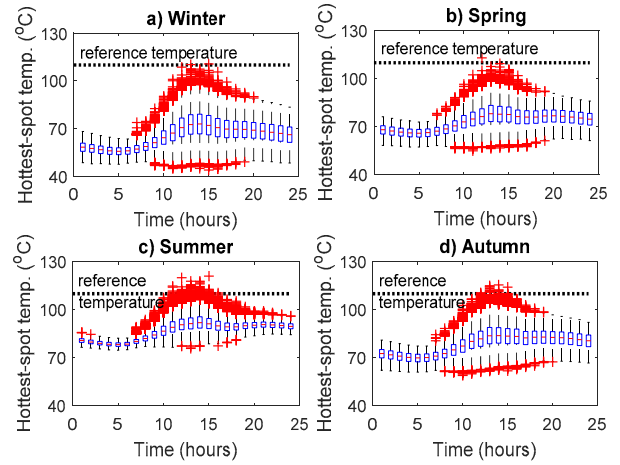 a) Winter
Hottest-spot temp. (°C)
130
100
70
40
reference temperature
0
5
10
15
20
25
Time (hours)
b) Spring
Hottest-spot temp. (°C)
130
100
70
40
reference temperature
0
5
10
15
20
25
Time (hours)
c) Summer
Hottest-spot temp. (°C)
130
100
70
40
reference
temperature
0
5
10
15
20
25
Time (hours)
d) Autumn
Hottest-spot temp. (°C)
130
100
70
40
reference
temperature
0
5
10
15
20
25
Time (hours)